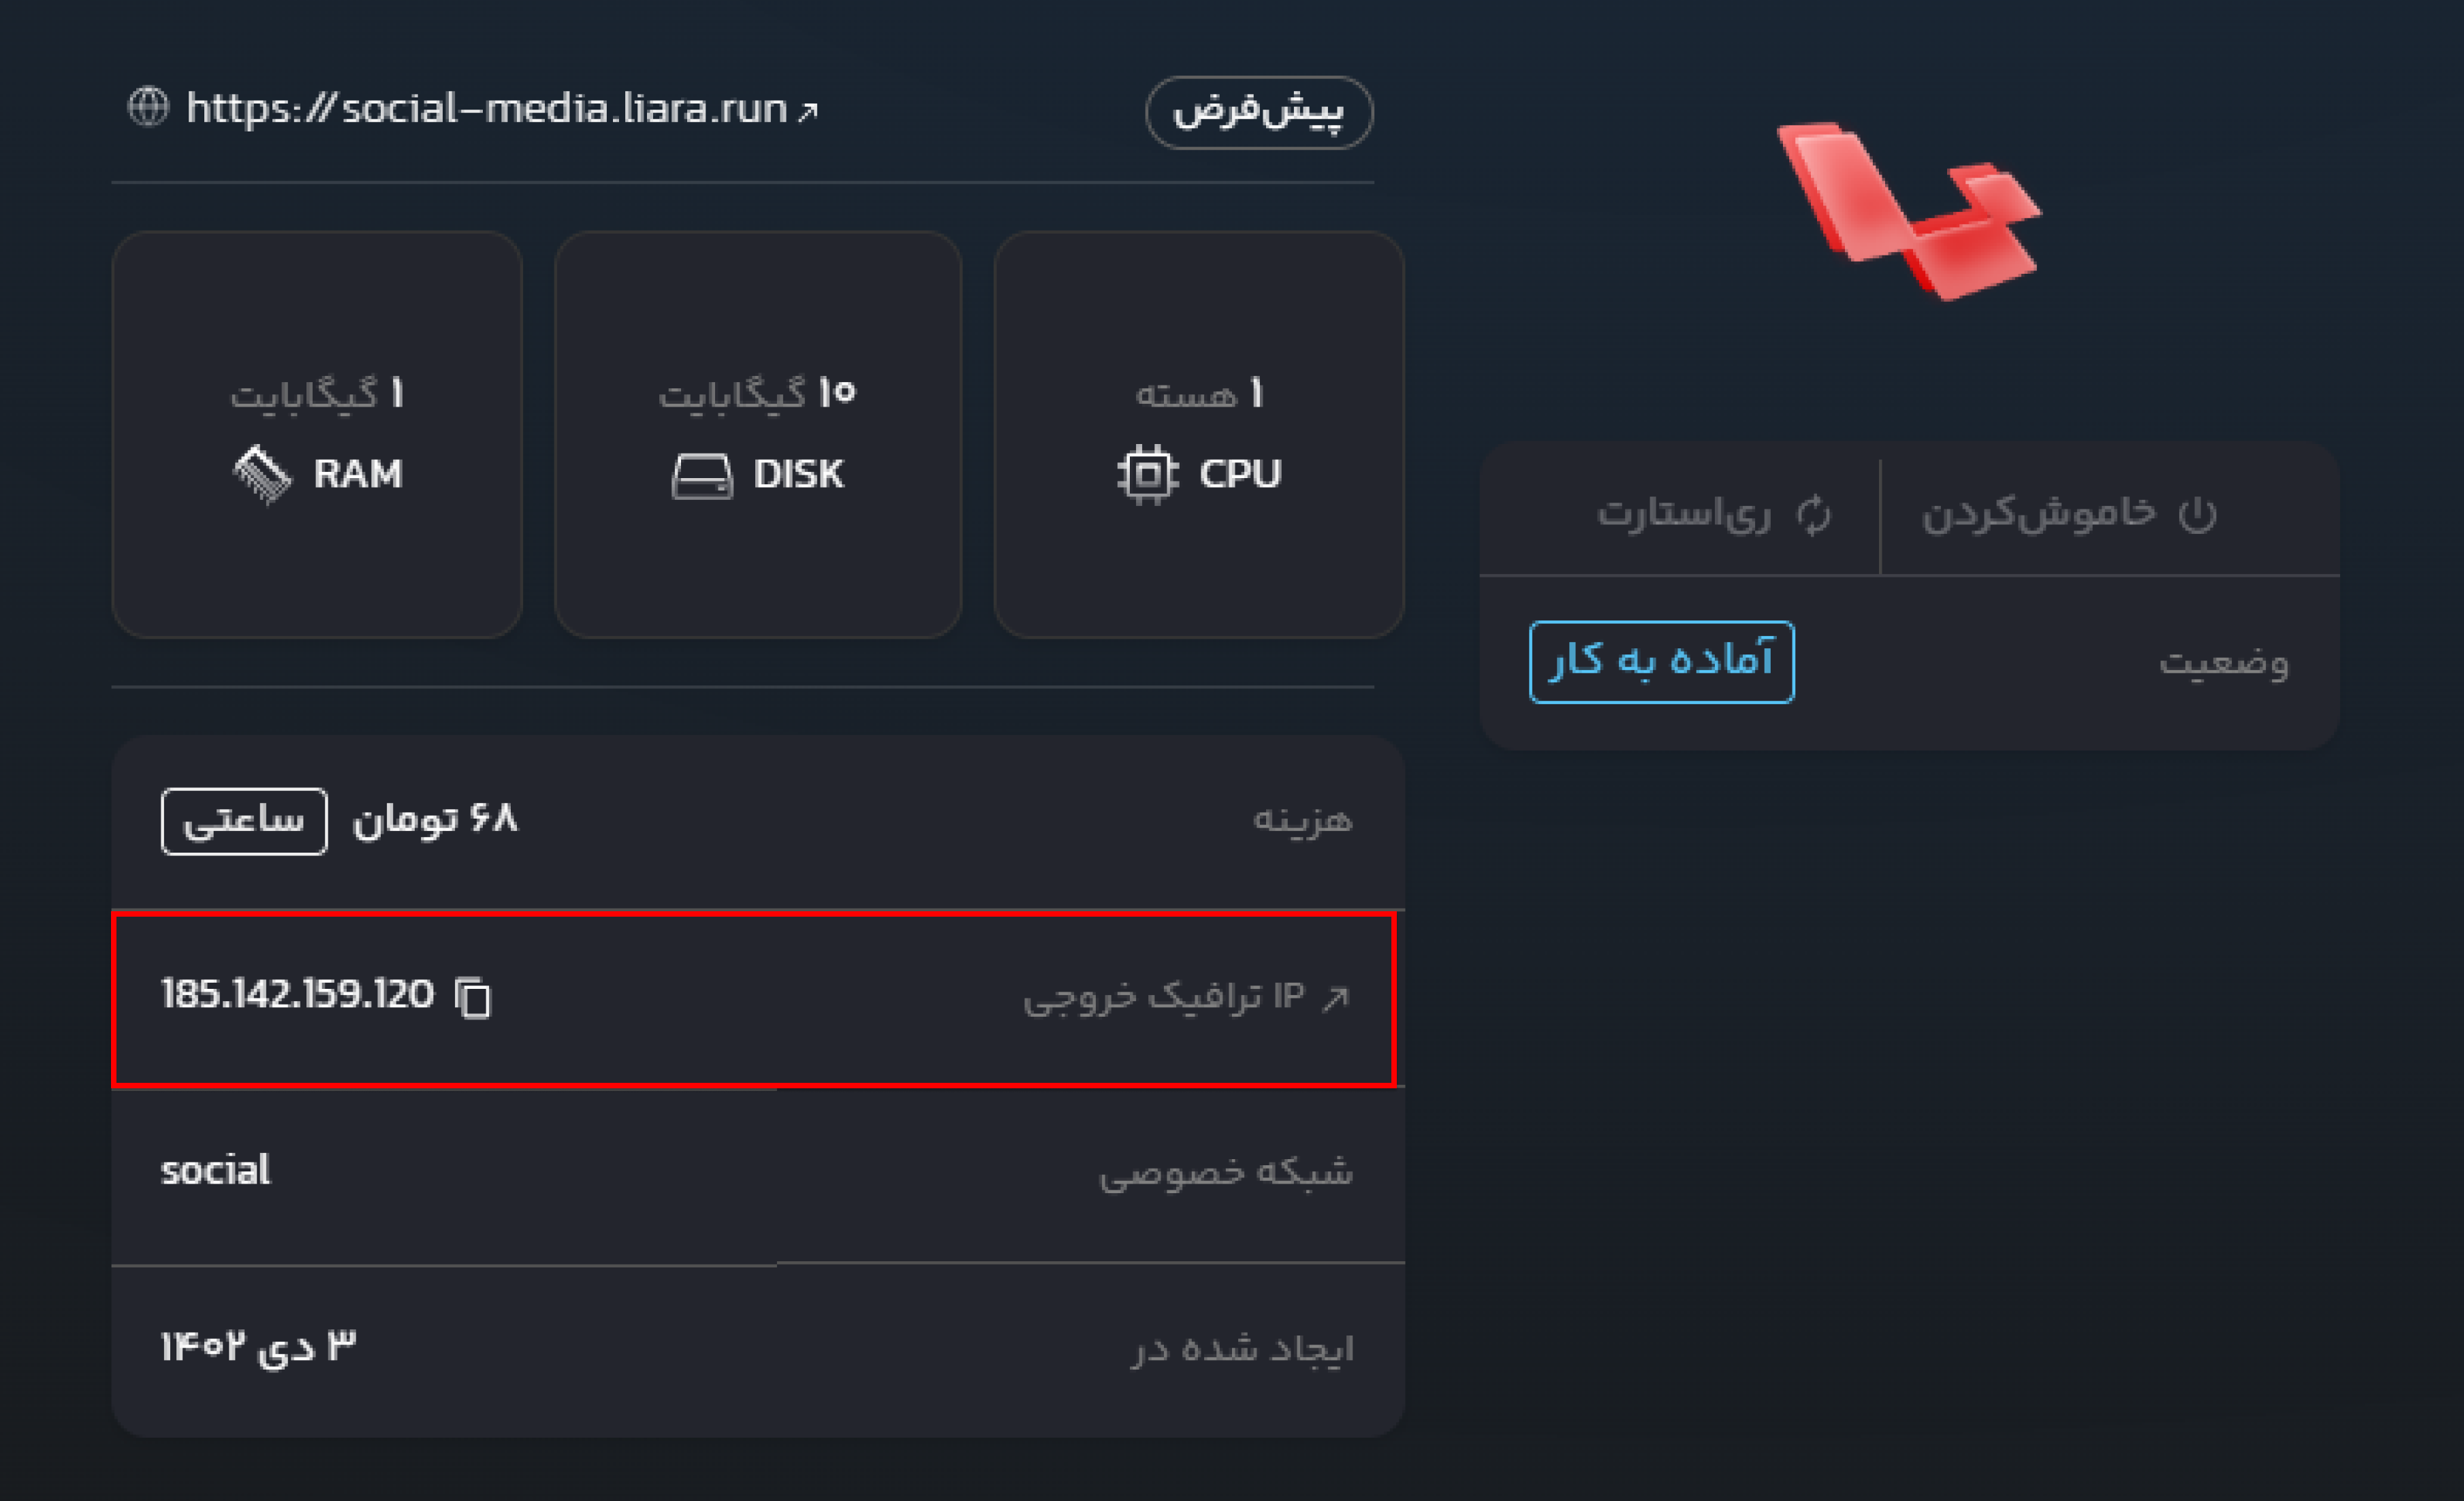 https://social-media.liara.run
پیش‌فرض
۱ هسته
CPU
۱۰ گیگابایت
DISK
۱ گیگابایت
RAM
خاموش‌کردن
ری‌استارت
وضعیت
آماده به کار
هزینه
۶۸ تومان
ساعتی
IP ترافیک خروجی
185.142.159.120
شبکه خصوصی
social
ایجاد شده در
۳ دی ۱۴۰۲